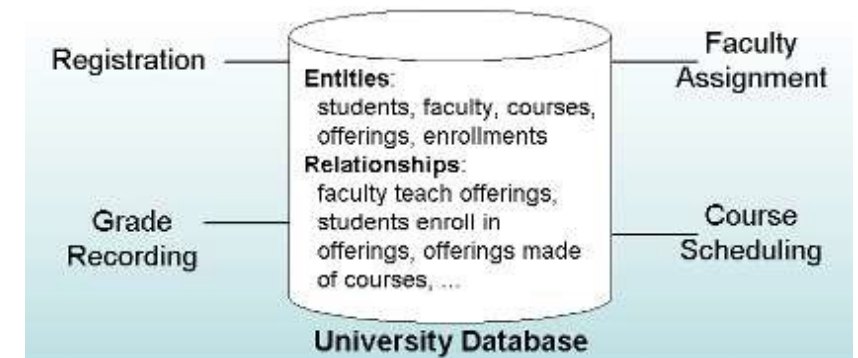 Registration
Grade
Recording
Entities:
students, faculty, courses,
offerings, enrollments
Relationships:
faculty teach offerings,
students enroll in
offerings, offerings made
of courses, ...
Faculty
Assignment
Course
Scheduling
University Database